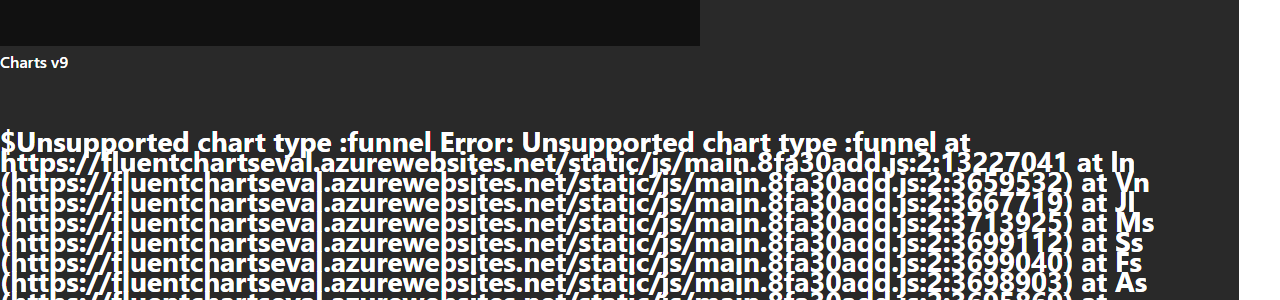 Charts v9
$Unsupported chart type :funnel Error: Unsupported chart type :funnel at
https://fluentchartseval.azurewebsites.net/static/js/main.8fa30add.js:2:13227041 at ln
(https://fluentchartseval.azurewebsites.net/static/js/main.8fa30add.js:2:3659532) at Vn
(https://fluentchartseval.azurewebsites.net/static/js/main.8fa30add.js:2:3667719) at Jl
(https://fluentchartseval.azurewebsites.net/static/js/main.8fa30add.js:2:3713925) at Ms
(https://fluentchartseval.azurewebsites.net/static/js/main.8fa30add.js:2:3699112) at Ss
(https://fluentchartseval.azurewebsites.net/static/js/main.8fa30add.js:2:3699040) at Fs
(https://fluentchartseval.azurewebsites.net/static/js/main.8fa30add.js:2:3698903) at As